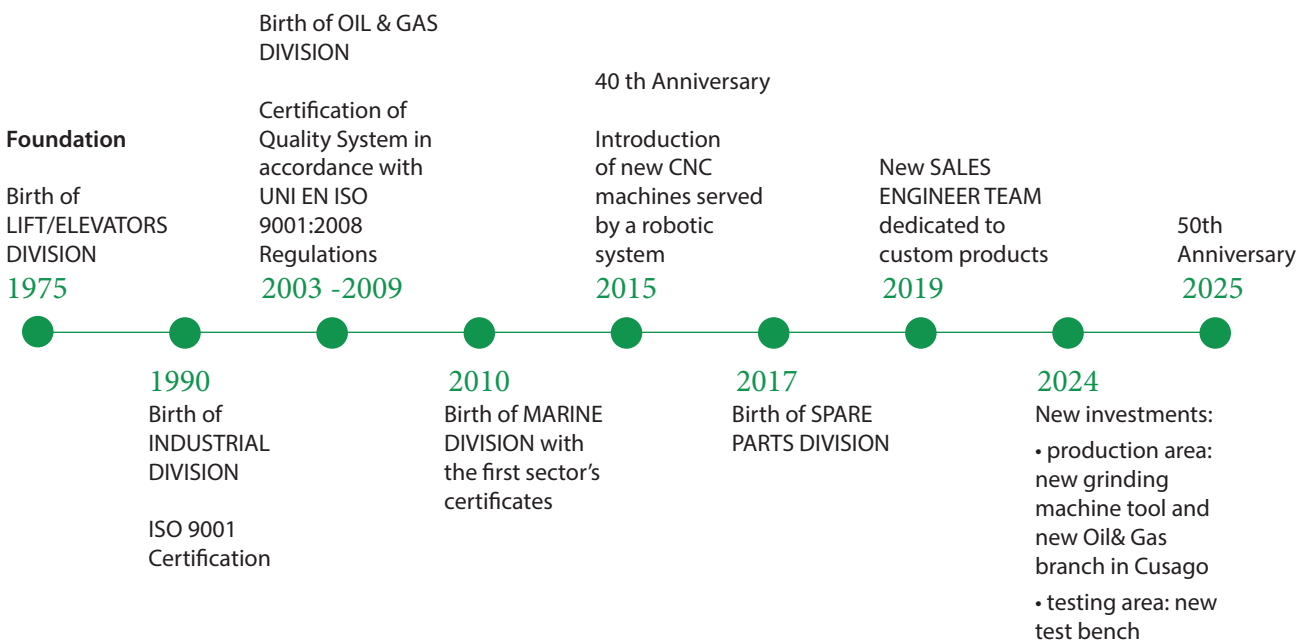 Foundation
Birth of
LIFT/ELEVATORS
DIVISION
1975
1990
Birth of
INDUSTRIAL
DIVISION
ISO 9001
Certification
Birth of OIL & GAS
DIVISION
Certification of
Quality System in
accordance with
UNI EN ISO
9001:2008
Regulations
2003 -2009
2010
Birth of MARINE
DIVISION with
the first sector’s
certificates
40 th Anniversary
Introduction
of new CNC
machines served
by a robotic
system
2015
2017
Birth of SPARE
PARTS DIVISION
New SALES
ENGINEER TEAM
dedicated to
custom products
2019
2024
New investments:
• production area:
new grinding
machine tool and
new Oil& Gas
branch in Cusago
• testing area: new
test bench
50th
Anniversary
2025